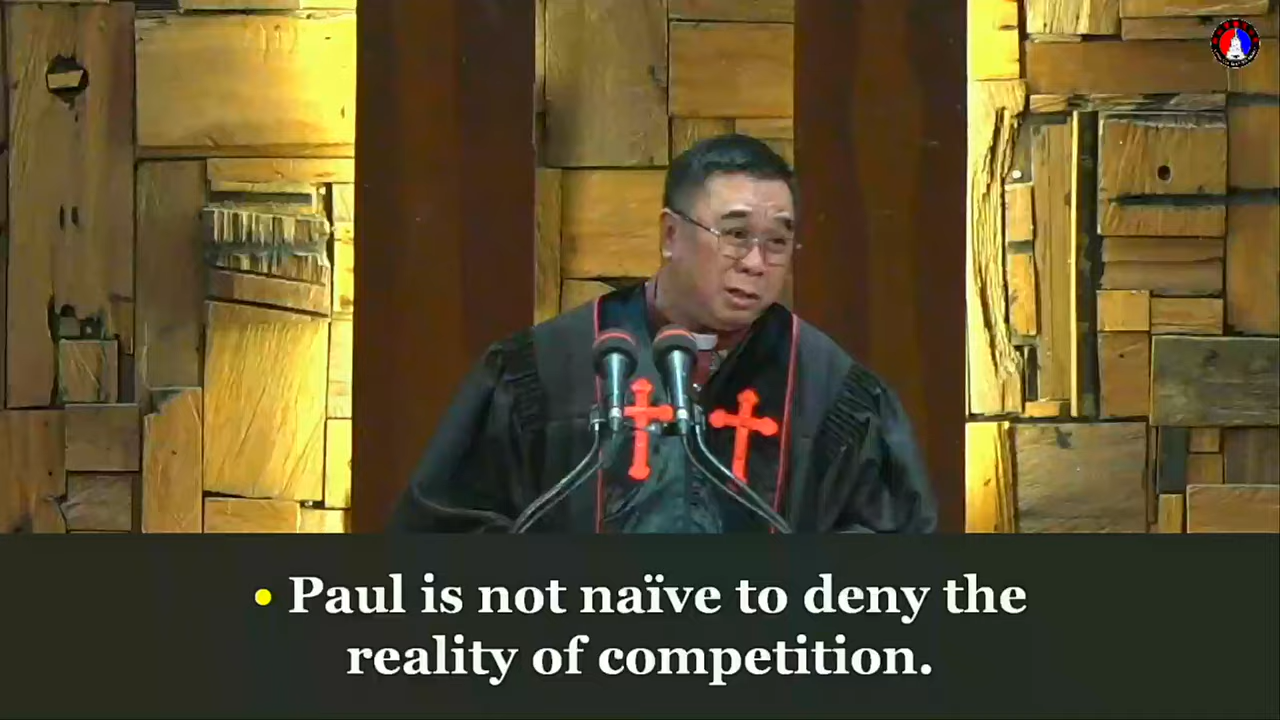 • Paul is not naïve to deny the
reality of competition.